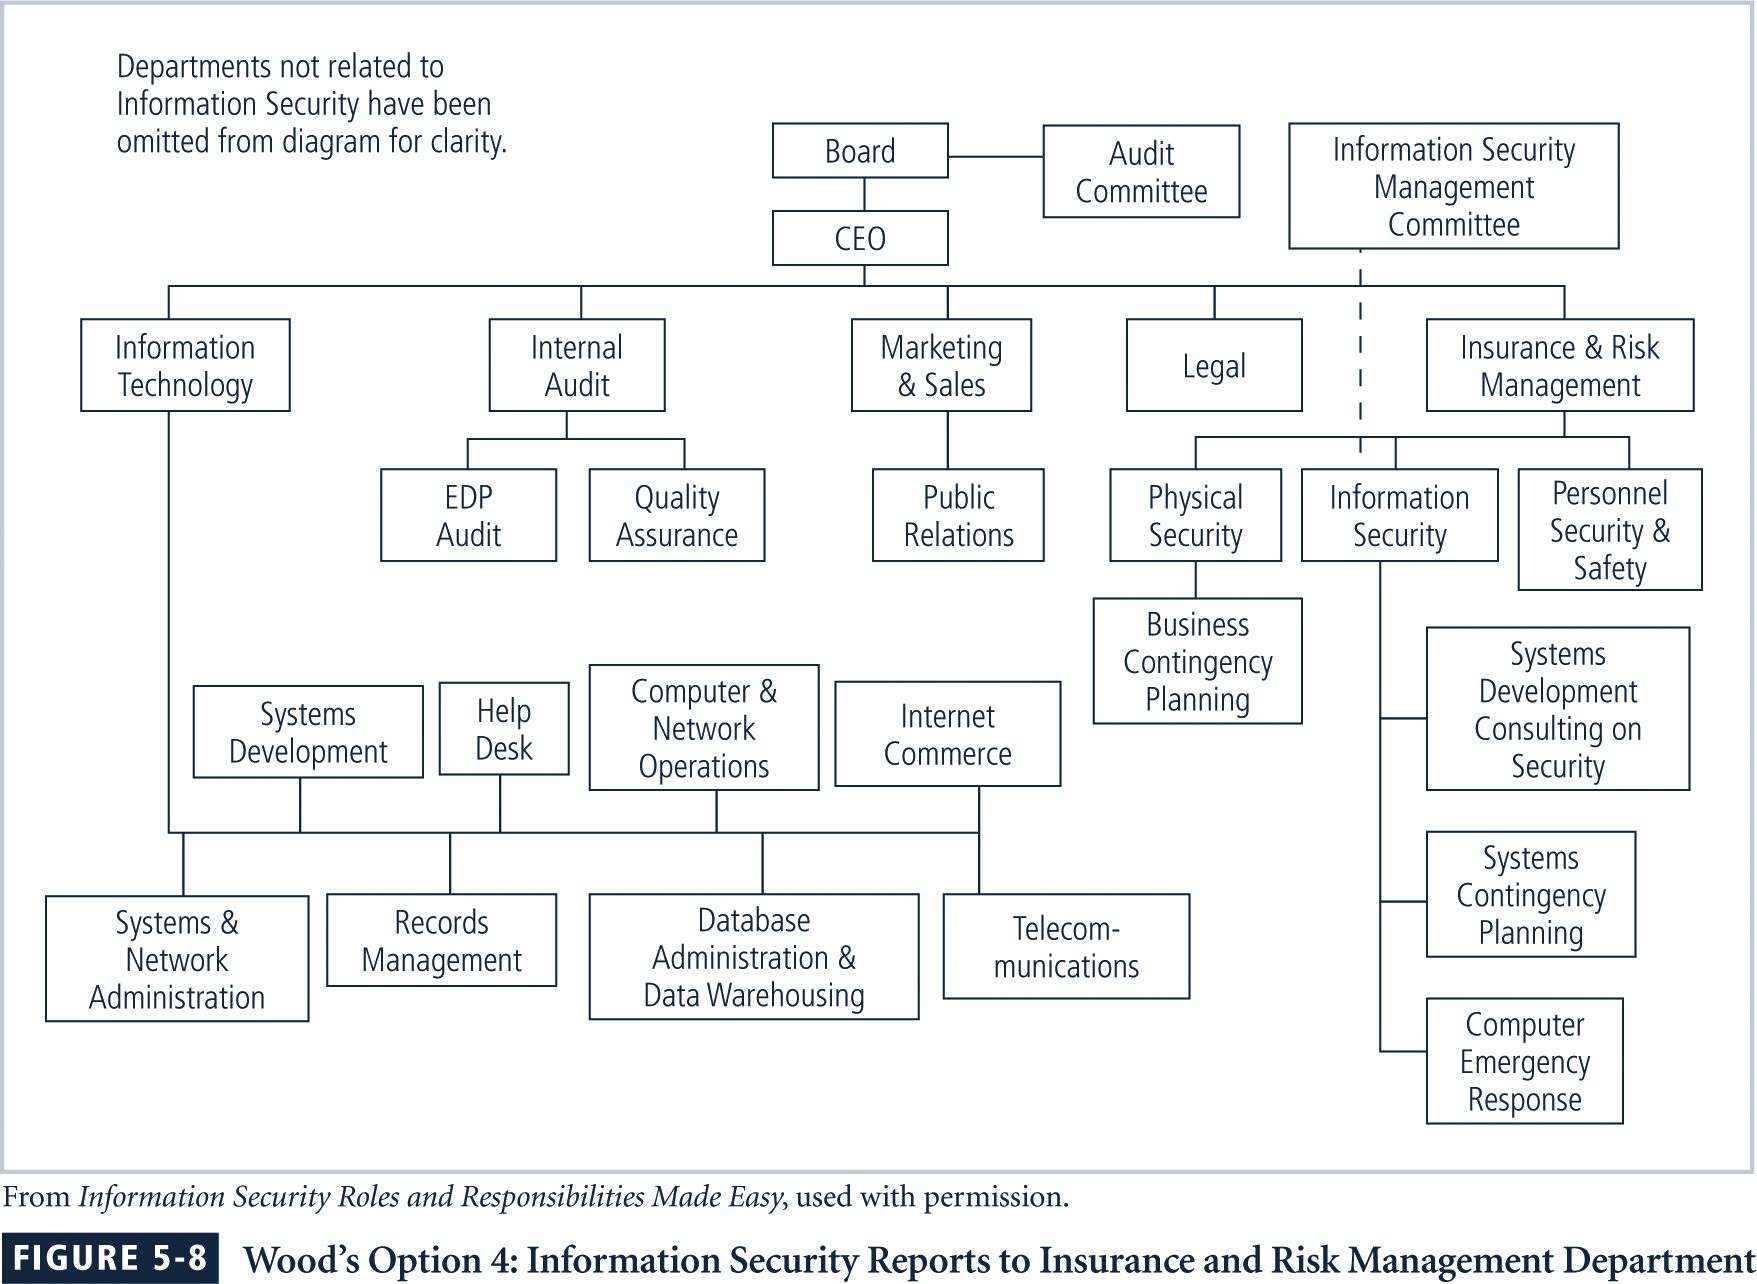 Departments not related to
Information Security have been
omitted from diagram for clarity.
Board
Audit
Committee
Information Security
Management
Committee
CEO
Information
Technology
Internal
Audit
Marketing
& Sales
Legal
Insurance & Risk
Management
EDP
Audit
Quality
Assurance
Public
Relations
Physical
Security
Information
Security
Personnel
Security &
Safety
Business
Contingency
Planning
Systems
Development
Help
Desk
Computer &
Network
Operations
Internet
Commerce
Systems
Development
Consulting on
Security
Systems &
Network
Administration
Records
Management
Database
Administration &
Data Warehousing
Telecom-
munications
Systems
Contingency
Planning
Computer
Emergency
Response
From Information Security Roles and Responsibilities Made Easy, used with permission.
FIGURE 5-8 Wood’s Option 4: Information Security Reports to Insurance and Risk Management Department